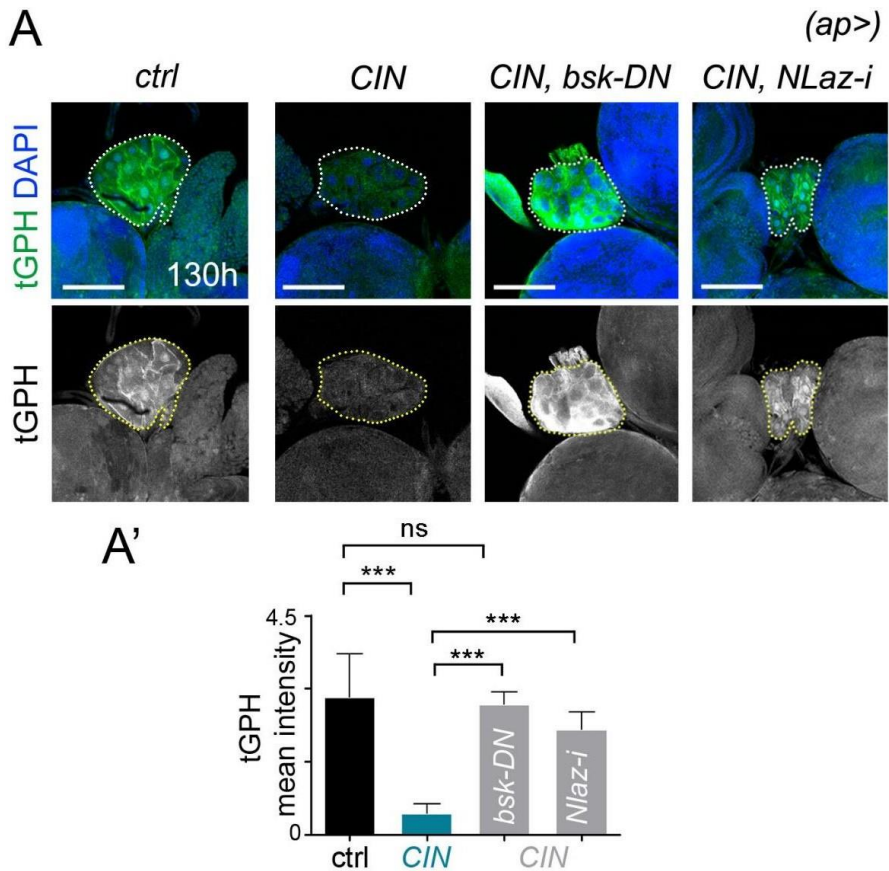 A
(ap>)
ctrl
CIN
CIN, bsk-DN
CIN, NLaz-i
tGPH DAPI
130h
tGPH
A'
ns
***
***
***
4.5
tGPH
mean intensity
0
bsk-DN
Nlaz-i
ctrl
CIN
CIN